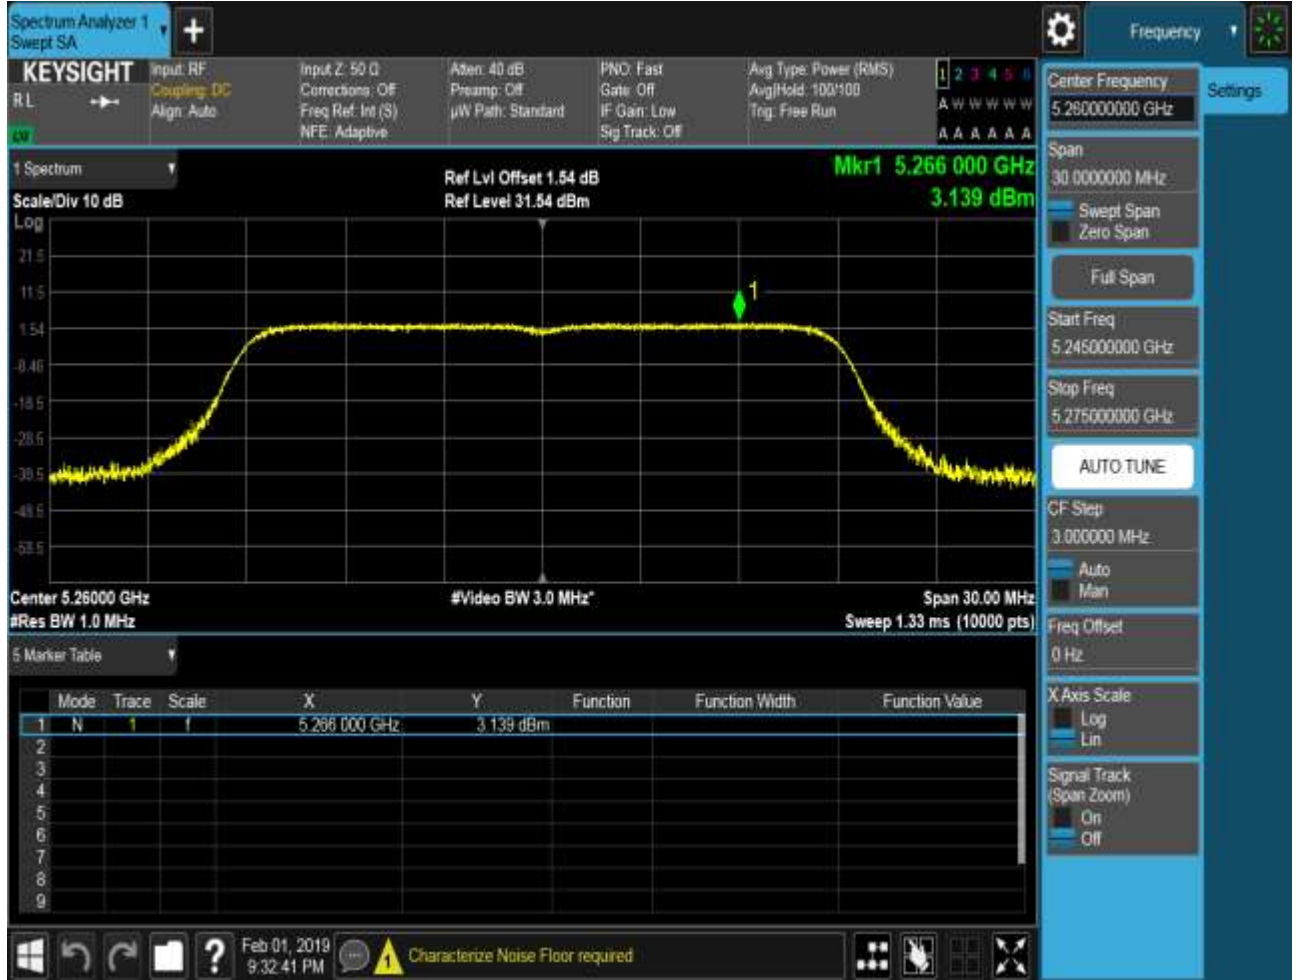 Spectrum Analyzer 1
Swept SA
Frequency
KEYSIGHT
RL
Input: RF
Coupling: DC
Align: Auto
Input Z: 50 Ω
Corrections: Off
Freq Ref: Int (S)
NFE: Adaptive
Atten: 40 dB
Preamp: Off
µW Path: Standard
PNO: Fast
Gate: Off
IF Gain: Low
Sig Track: Off
Avg Type: Power (RMS)
Avg|Hold: 100/100
Trig: Free Run
1 2 3 4 5 6
A W W W W W
A A A A A A
1 Spectrum
Scale/Div 10 dB
Ref Lvl Offset 1.54 dB
Ref Level 31.54 dBm
Mkr1 5.266 000 GHz
3.139 dBm
Log
21.5
11.5
1.54
-8.46
-18.5
-28.5
-38.5
-48.5
-58.5
1
Center 5.26000 GHz
#Video BW 3.0 MHz*
Span 30.00 MHz
#Res BW 1.0 MHz
Sweep 1.33 ms (10000 pts)
5 Marker Table
Mode Trace Scale X Y Function Function Width Function Value
1 N 1 f 5.266 000 GHz 3.139 dBm
2
3
4
5
6
7
8
9
Center Frequency
5.260000000 GHz
Settings
Span
30.0000000 MHz
Swept Span
Zero Span
Full Span
Start Freq
5.245000000 GHz
Stop Freq
5.275000000 GHz
AUTO TUNE
CF Step
3.000000 MHz
Auto
Man
Freq Offset
0 Hz
X Axis Scale
Log
Lin
Signal Track
(Span Zoom)
On
Off
?
Feb 01, 2019
9:32:41 PM
1
Characterize Noise Floor required